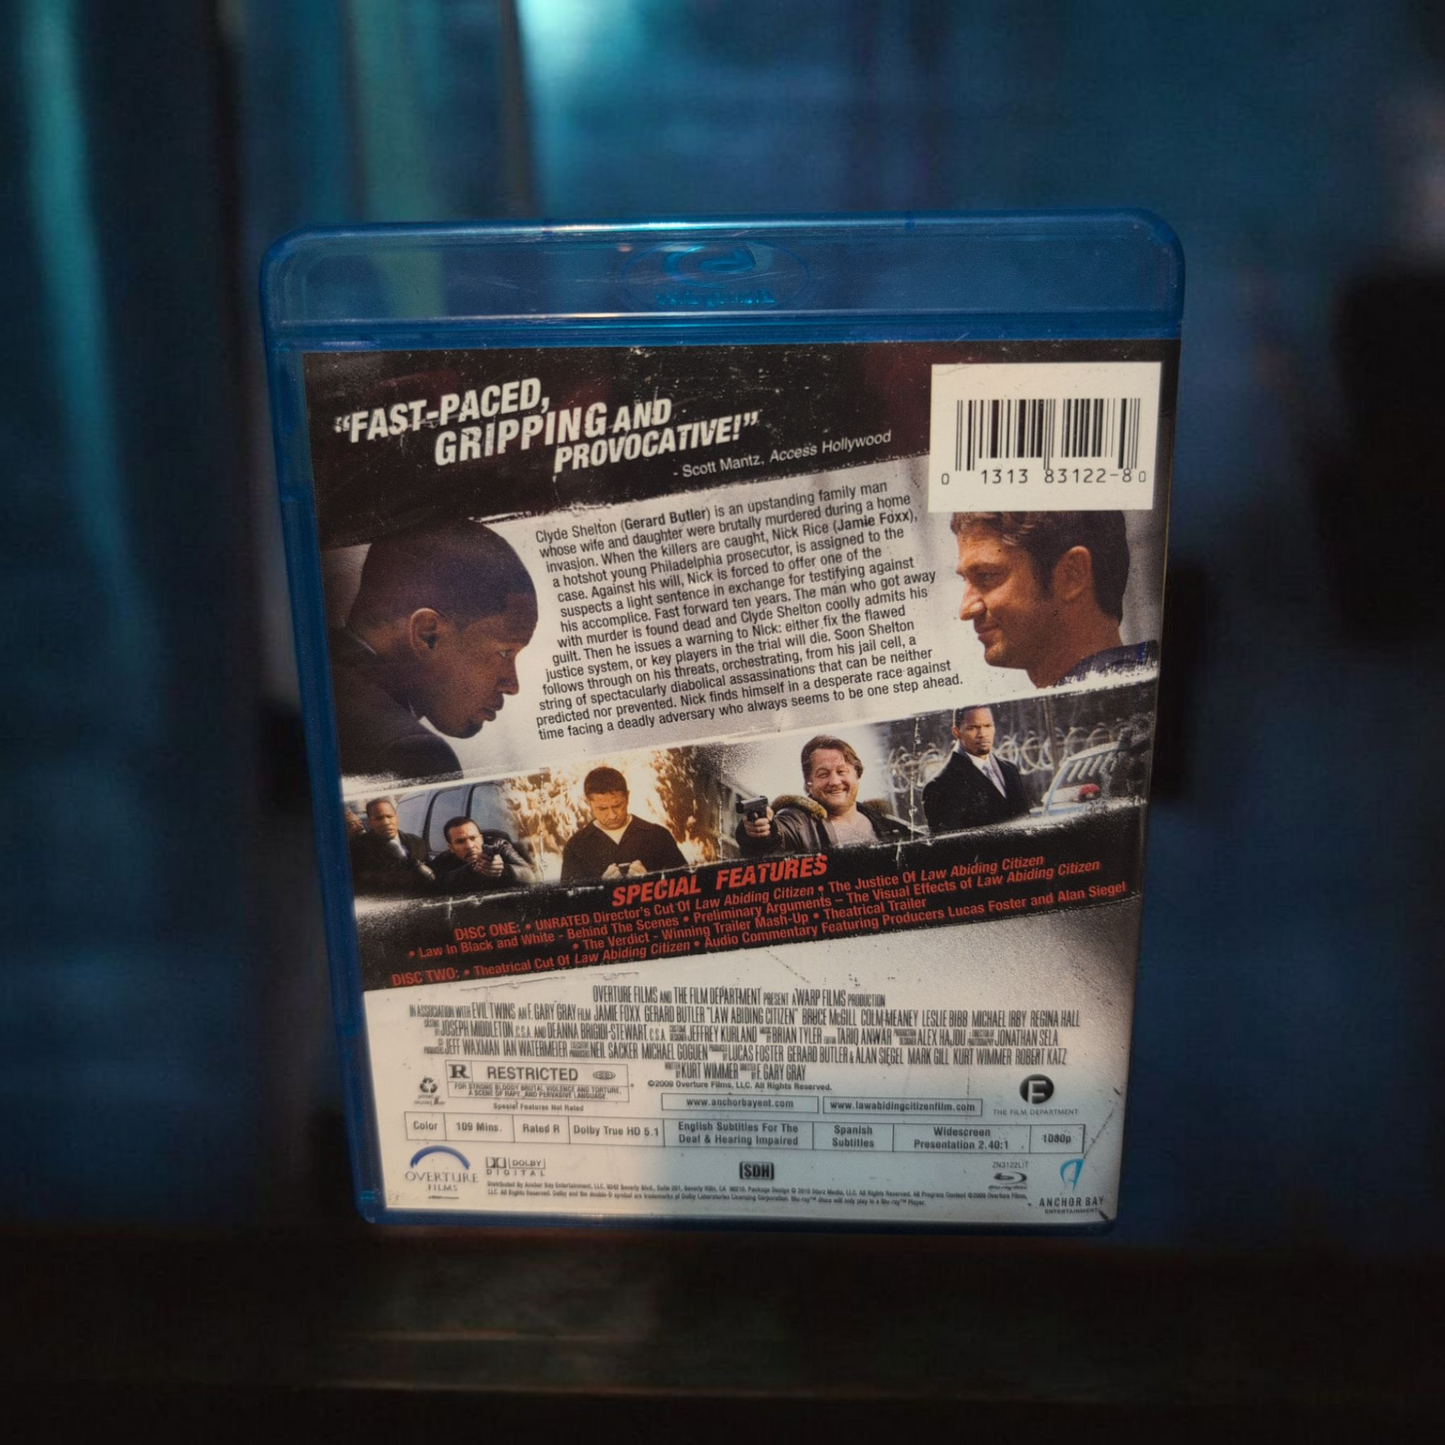 “FAST-PACED,
GRIPPING AND
PROVOCATIVE!”
- Scott Mantz, Access Hollywood
0 1313 83122-8 0
Clyde Shelton (Gerard Butler) is an upstanding family man
whose wife and daughter were brutally murdered during a home
invasion. When the killers are caught, Nick Rice (Jamie Foxx),
a hotshot young Philadelphia prosecutor, is assigned to the
case. Against his will, Nick is forced to offer one of the
suspects a light sentence in exchange for testifying against
his accomplice. Fast forward ten years. The man who got away
with murder is found dead and Clyde Shelton coolly admits his
guilt. Then he issues a warning to Nick: either fix the flawed
justice system, or key players in the trial will die. Soon Shelton
follows through on his threats, orchestrating, from his jail cell, a
string of spectacularly diabolical assassinations that can be neither
predicted nor prevented. Nick finds himself in a desperate race against
time facing a deadly adversary who always seems to be one step ahead.
SPECIAL FEATURES
DISC ONE: • UNRATED Director's Cut Of Law Abiding Citizen • The Justice Of Law Abiding Citizen
• Law In Black and White - Behind The Scenes • Preliminary Arguments – The Visual Effects of Law Abiding Citizen
• The Verdict - Winning Trailer Mash-Up • Theatrical Trailer
DISC TWO: • Theatrical Cut Of Law Abiding Citizen • Audio Commentary Featuring Producers Lucas Foster and Alan Siegel
OVERTURE FILMS AND THE FILM DEPARTMENT PRESENT A WARP FILMS PRODUCTION
IN ASSOCIATION WITH EVIL TWINS AN F. GARY GRAY FILM JAMIE FOXX GERARD BUTLER "LAW ABIDING CITIZEN" BRUCE McGILL COLM MEANEY LESLIE BIBB MICHAEL IRBY REGINA HALL
JOSEPH MIDDLETON C.S.A. AND DEANNA BRIGIDI-STEWART C.S.A. JEFFREY KURLAND BRIAN TYLER TARIQ ANWAR ALEX HAJDU JONATHAN SELA
JEFF WAXMAN IAN WATERMEIER NEIL SACKER MICHAEL GOGUEN LUCAS FOSTER GERARD BUTLER & ALAN SIEGEL MARK GILL KURT WIMMER ROBERT KATZ
KURT WIMMER F. GARY GRAY
©2009 Overture Films, LLC. All Rights Reserved.
R RESTRICTED
FOR STRONG BLOODY BRUTAL VIOLENCE AND TORTURE,
A SCENE OF RAPE, AND PERVASIVE LANGUAGE
Special Features Not Rated
www.anchorbayent.com
www.lawabidingcitizenfilm.com
F
THE FILM DEPARTMENT
Color
109 Mins.
Rated R
Dolby True HD 5.1
English Subtitles For The
Deaf & Hearing Impaired
Spanish
Subtitles
Widescreen
Presentation 2.40:1
1080p
OVERTURE
FILMS
DOLBY
DIGITAL
SDH
ZN3122LIT
ANCHOR BAY
ENTERTAINMENT